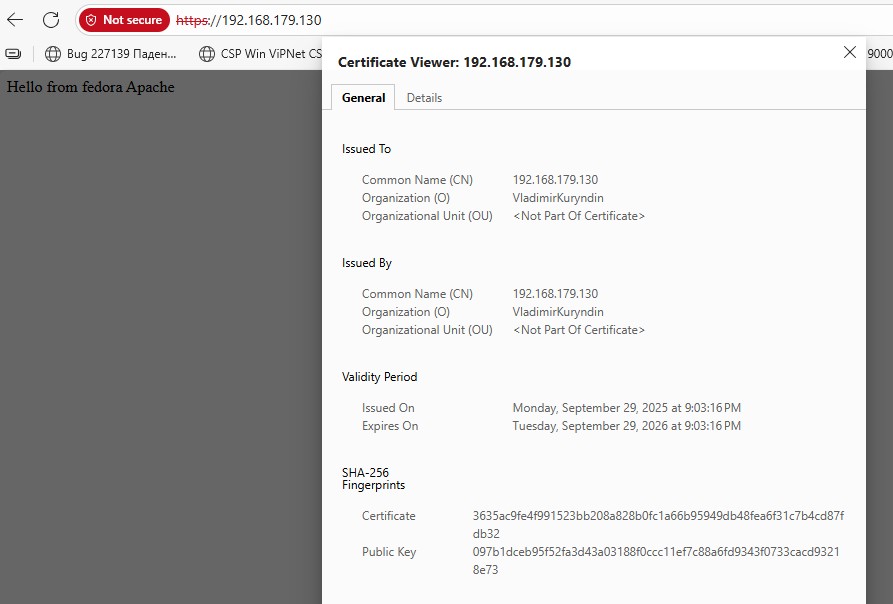 Not secure https://192.168.179.130
Bug 227139 Паден... CSP Win ViPNet CS 9000
Hello from fedora Apache
Certificate Viewer: 192.168.179.130
General Details
Issued To
Common Name (CN) 192.168.179.130
Organization (O) VladimirKuryndin
Organizational Unit (OU) <Not Part Of Certificate>
Issued By
Common Name (CN) 192.168.179.130
Organization (O) VladimirKuryndin
Organizational Unit (OU) <Not Part Of Certificate>
Validity Period
Issued On Monday, September 29, 2025 at 9:03:16 PM
Expires On Tuesday, September 29, 2026 at 9:03:16 PM
SHA-256
Fingerprints
Certificate 3635ac9fe4f991523bb208a828b0fc1a66b95949db48fea6f31c7b4cd87f
db32
Public Key 097b1dceb95f52fa3d43a03188f0ccc11ef7c88a6fd9343f0733cacd9321
8e73